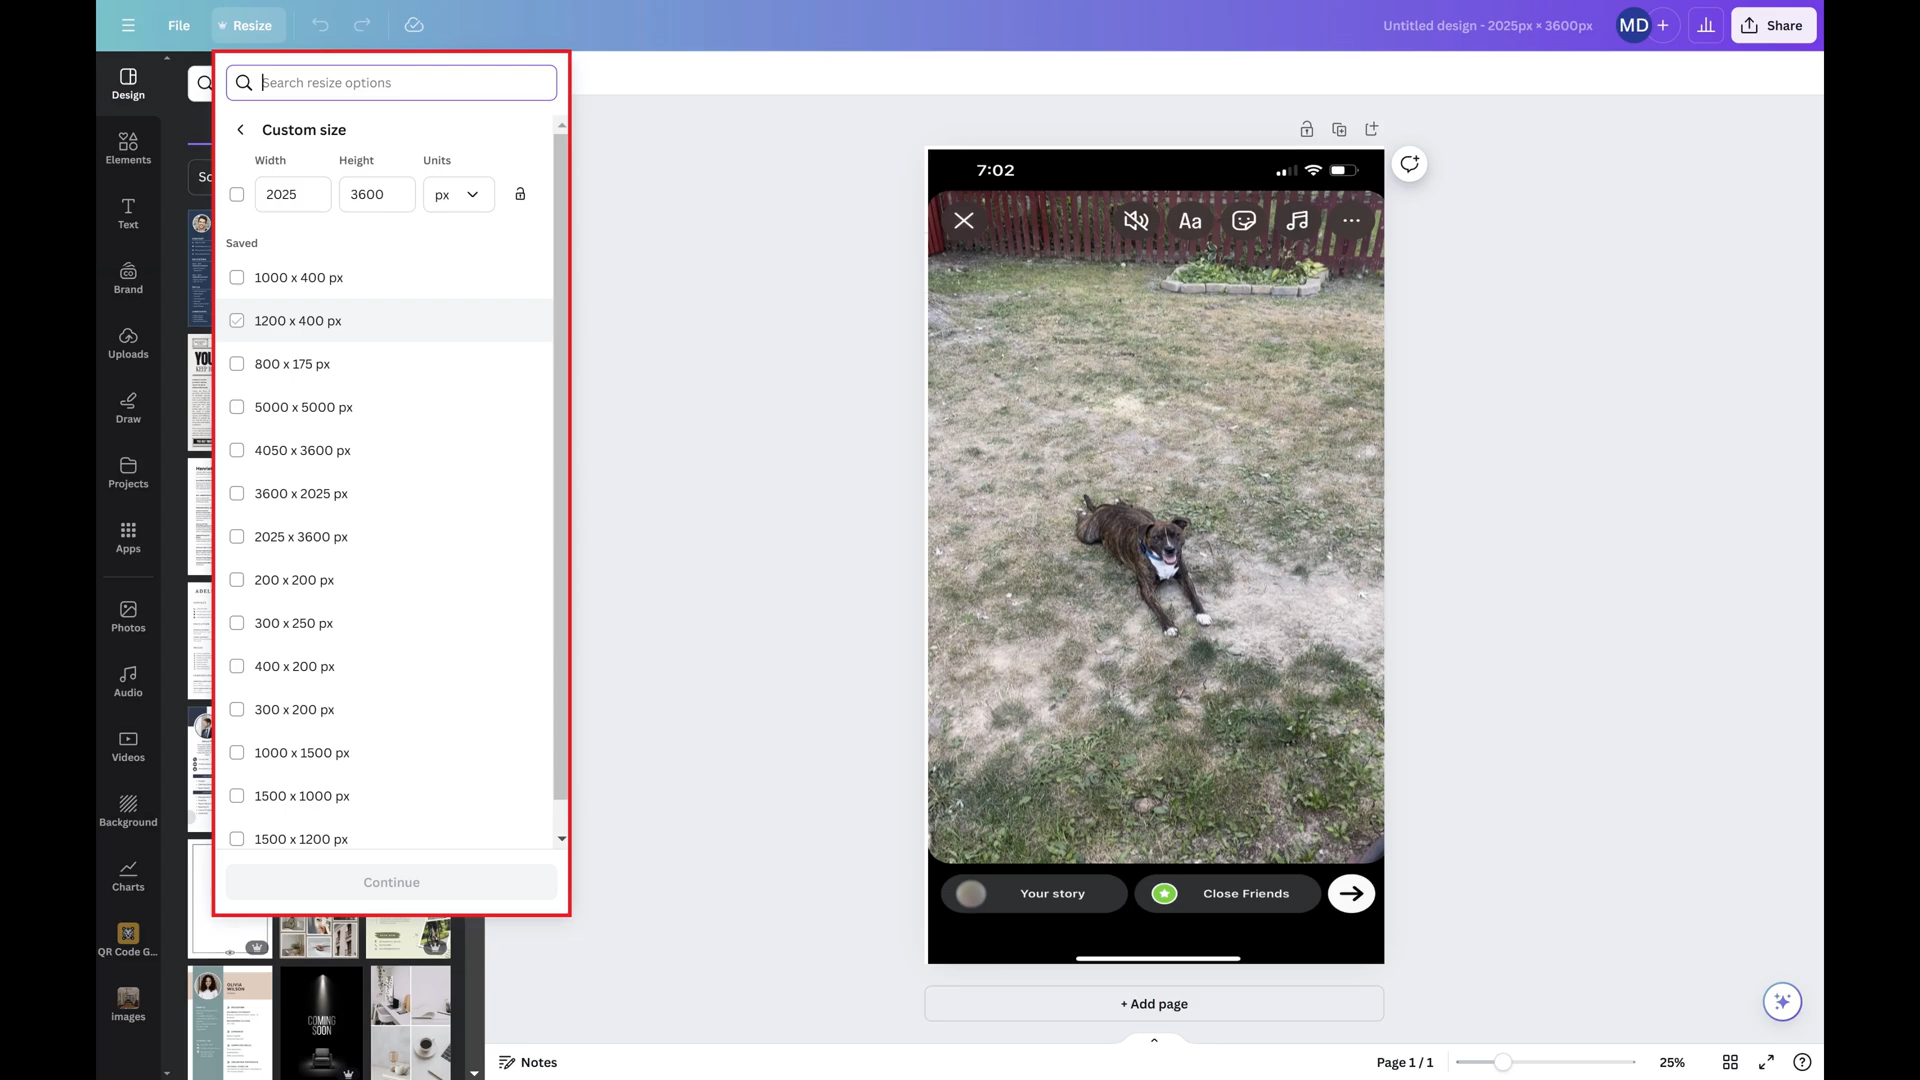 File
Resize
Untitled design - 2025px × 3600px
MD
Share
Search resize options
Custom size
Width
Height
Units
2025
3600
px
Saved
1000 x 400 px
1200 x 400 px
800 x 175 px
5000 x 5000 px
4050 x 3600 px
3600 x 2025 px
2025 x 3600 px
200 x 200 px
300 x 250 px
400 x 200 px
300 x 200 px
1000 x 1500 px
1500 x 1000 px
1500 x 1200 px
Continue
Design
Elements
Text
Brand
Uploads
Draw
Projects
Apps
Photos
Audio
Videos
Background
Charts
QR Code G...
images
YOU
OLIVIA
WILSON
COMING
SOON
7:02
Aa
Your story
Close Friends
+ Add page
Notes
Page 1 / 1
25%